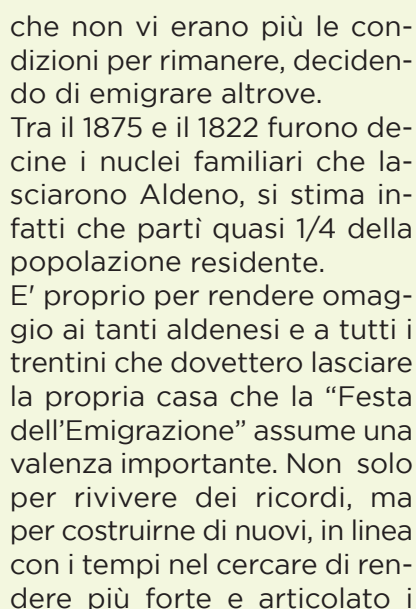 che non vi erano più le con-
dizioni per rimanere, deciden-
do di emigrare altrove.
Tra il 1875 e il 1822 furono de-
cine i nuclei familiari che la-
sciarono Aldeno, si stima in-
fatti che partì quasi 1/4 della
popolazione residente.
E' proprio per rendere omag-
gio ai tanti aldenesi e a tutti i
trentini che dovettero lasciare
la propria casa che la “Festa
dell’Emigrazione” assume una
valenza importante. Non solo
per rivivere dei ricordi, ma
per costruirne di nuovi, in linea
con i tempi nel cercare di ren-
dere più forte e articolato i